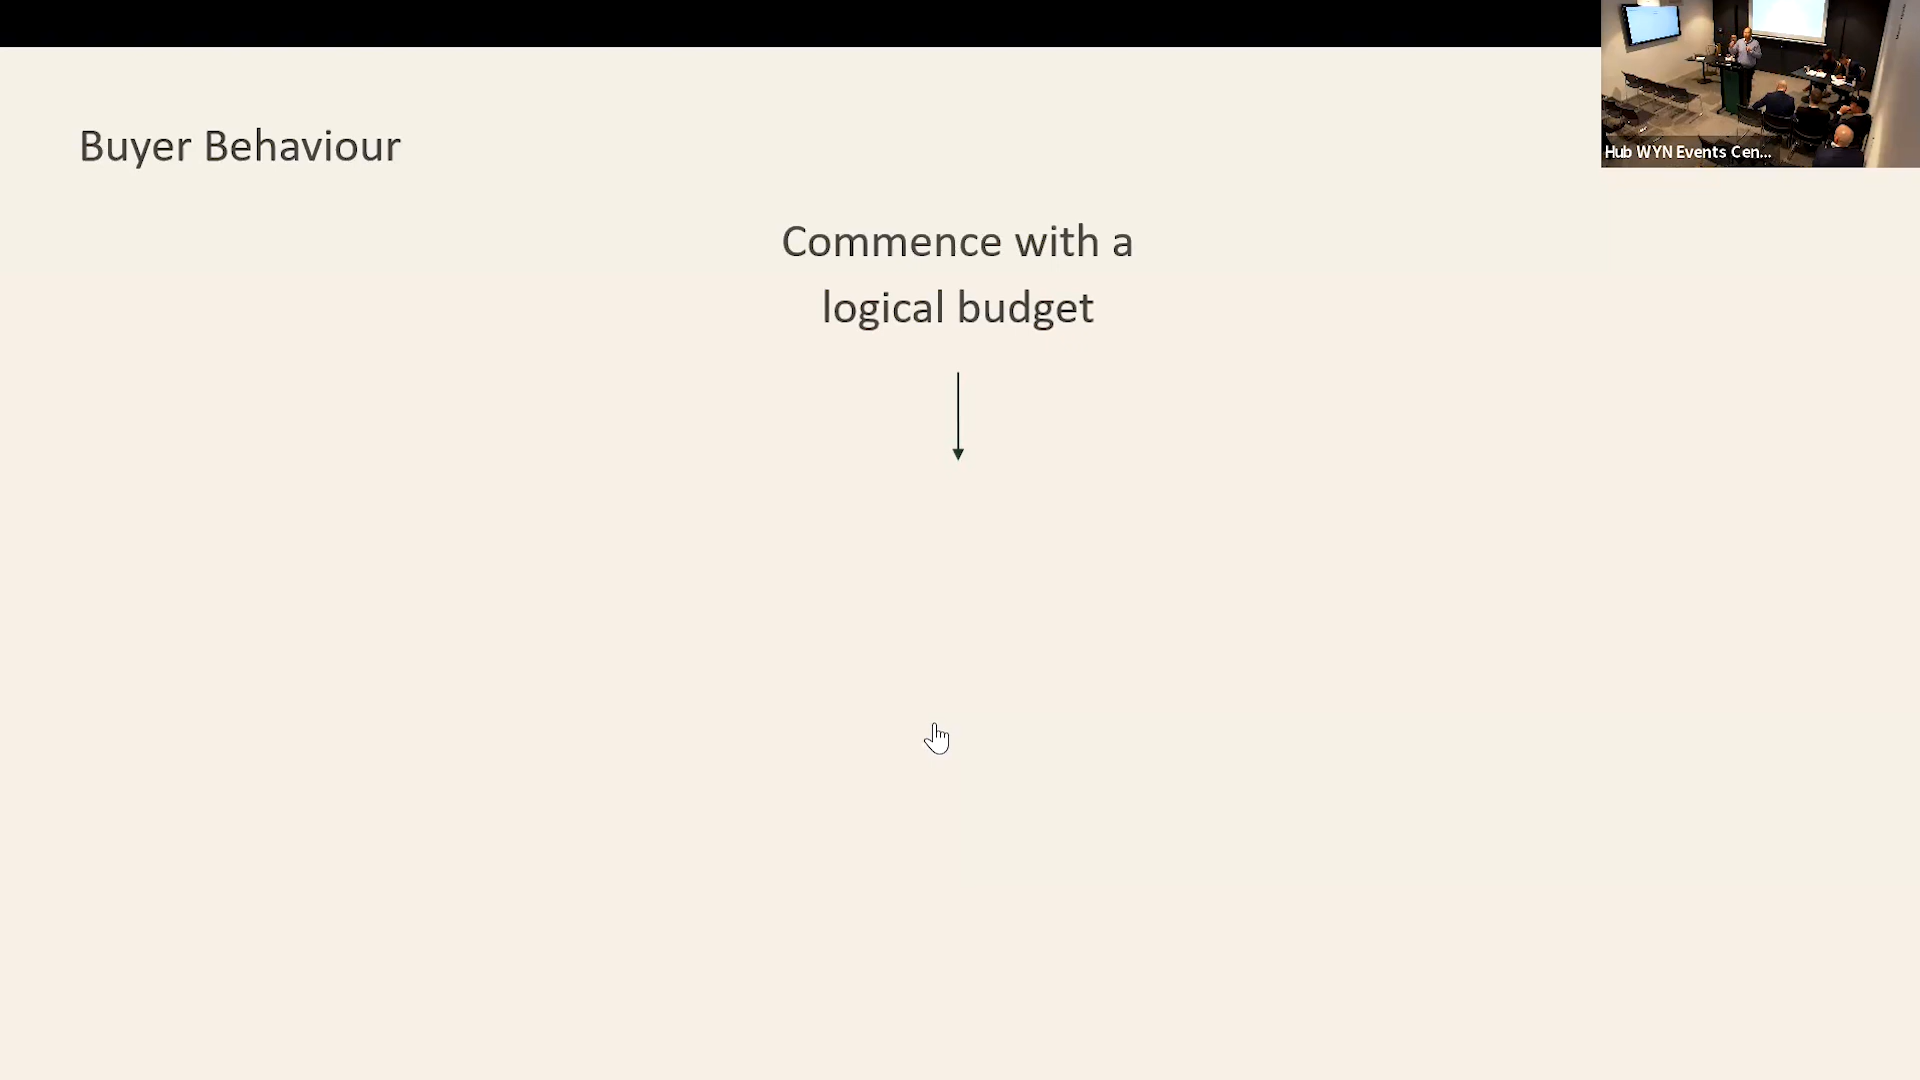 Buyer Behaviour
Commence with a
logical budget
Hub WYN Events Cen...